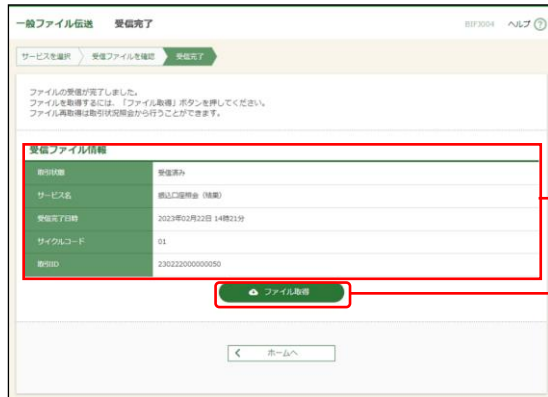 一般ファイル伝送 受信完了
BIFJ004 ヘルプ ?
サービスを選択 受信ファイルを確認 受信完了
ファイルの受信が完了しました。
ファイルを取得するには、「ファイル取得」ボタンを押してください。
ファイル再取得は取引状況照会から行うことができます。
受信ファイル情報
取引状態 受信済み
サービス名 振込口座照会（結果）
受信完了日時 2023年02月22日 14時21分
サイクルコード 01
取引ID 230222000000050
ファイル取得
ホームへ